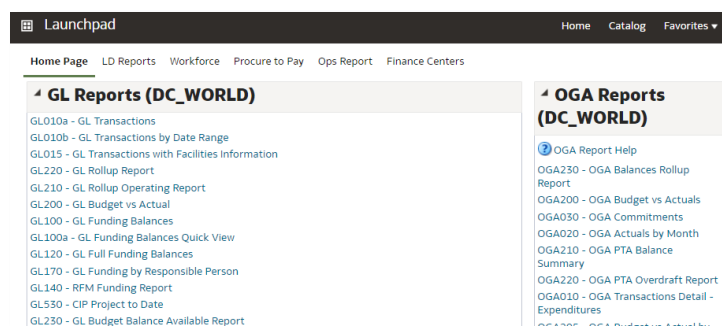 Launchpad
Home Catalog Favorites
Home Page LD Reports Workforce Procure to Pay Ops Report Finance Centers
GL Reports (DC_WORLD)
GL010a - GL Transactions
GL010b - GL Transactions by Date Range
GL015 - GL Transactions with Facilities Information
GL220 - GL Rollup Report
GL210 - GL Rollup Operating Report
GL200 - GL Budget vs Actual
GL100 - GL Funding Balances
GL100a - GL Funding Balances Quick View
GL120 - GL Full Funding Balances
GL170 - GL Funding by Responsible Person
GL140 - RFM Funding Report
GL530 - CIP Project to Date
GL230 - GL Budget Balance Available Report
OGA Reports
(DC_WORLD)
OGA Report Help
OGA230 - OGA Balances Rollup
Report
OGA200 - OGA Budget vs Actuals
OGA030 - OGA Commitments
OGA020 - OGA Actuals by Month
OGA210 - OGA PTA Balance
Summary
OGA220 - OGA PTA Overdraft Report
OGA010 - OGA Transactions Detail -
Expenditures